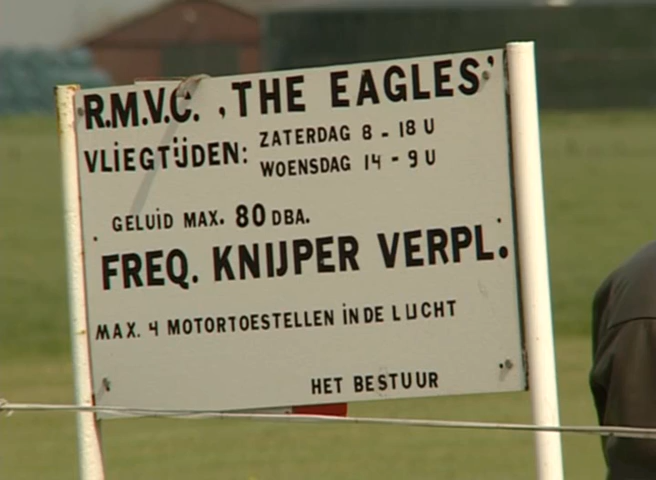 R.M.V.C. 'THE EAGLES'
VLIEGTIJDEN: ZATERDAG 8 - 18 U
WOENSDAG 14 - 9 U
GELUID MAX. 80 DBA.
FREQ. KNIJPER VERPL.
MAX. 4 MOTORTOESTELLEN IN DE LUCHT
HET BESTUUR